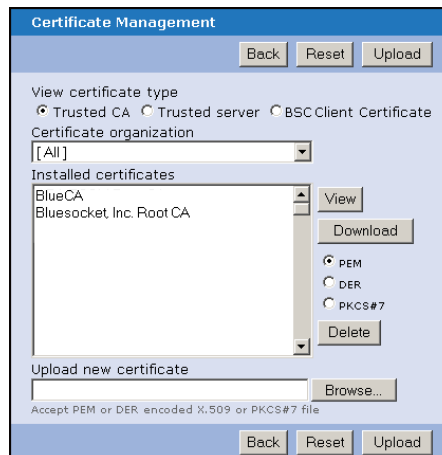 Certificate Management
Back Reset Upload
View certificate type
Trusted CA Trusted server BSC Client Certificate
Certificate organization
[All]
Installed certificates
BlueCA
Bluesocket, Inc. Root CA
View
Download
PEM
DER
PKCS#7
Delete
Upload new certificate
Browse...
Accept PEM or DER encoded X.509 or PKCS#7 file
Back Reset Upload